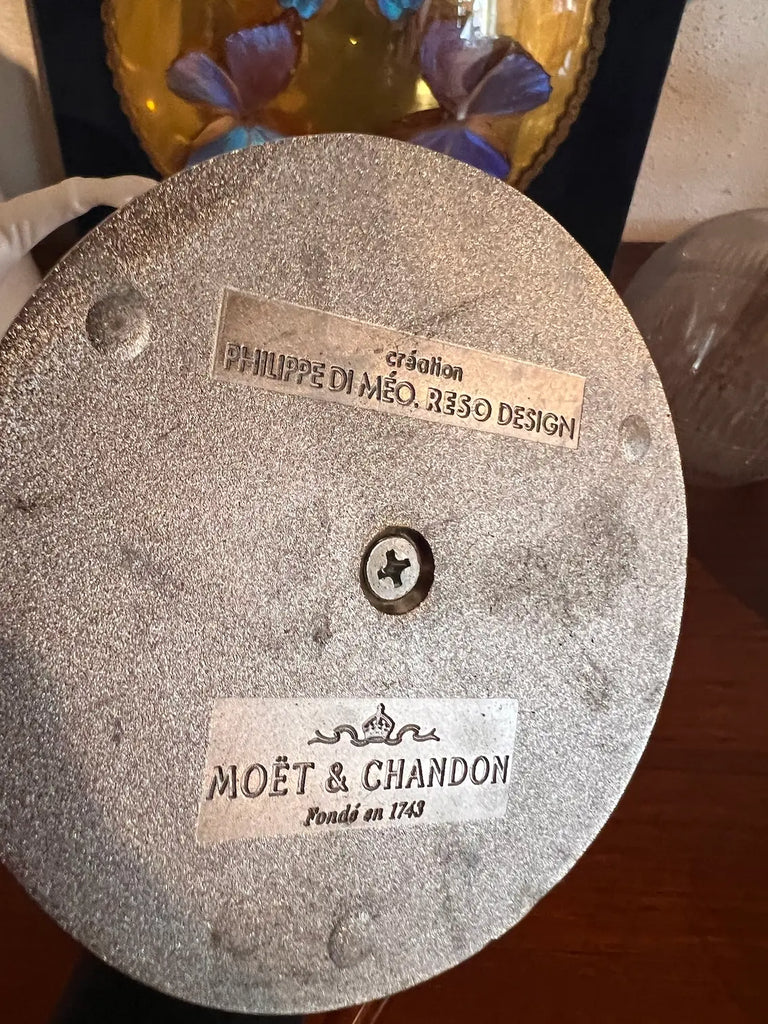 création
PHILIPPE DI MÉO. RESO DESIGN
MOËT & CHANDON
Fondé en 1743